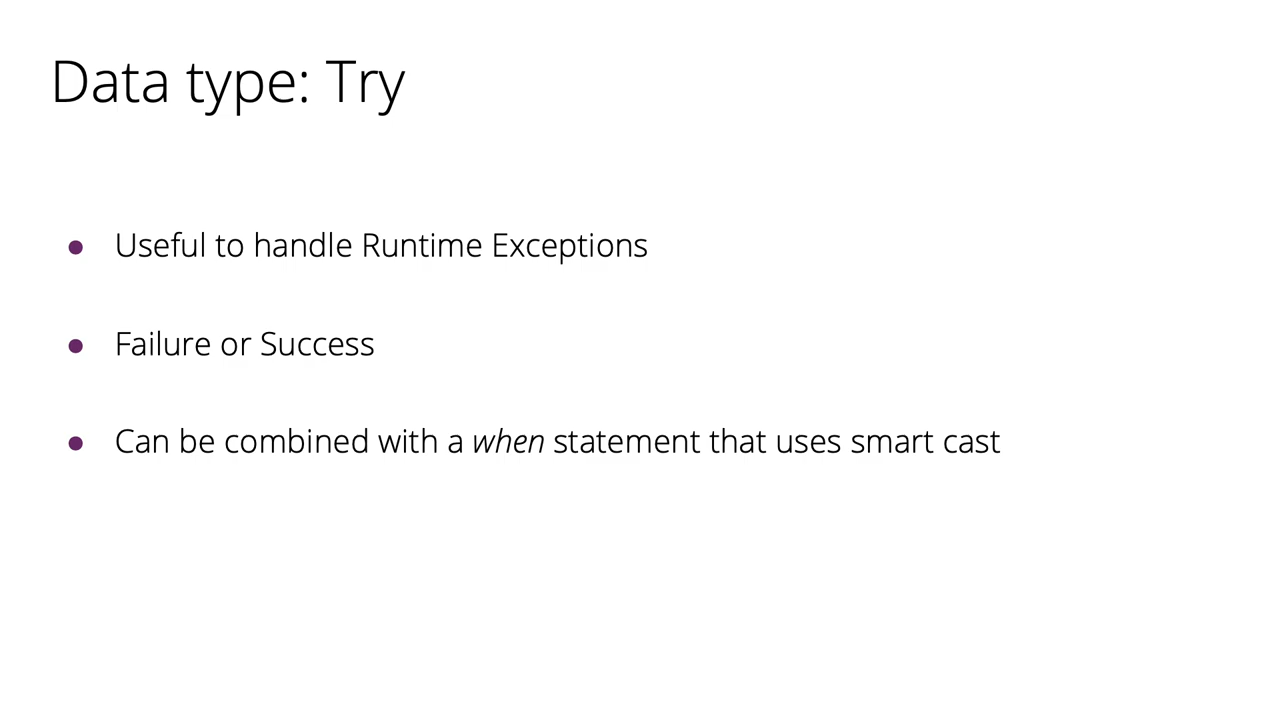 Data type: Try
● Useful to handle Runtime Exceptions
● Failure or Success
● Can be combined with a when statement that uses smart cast